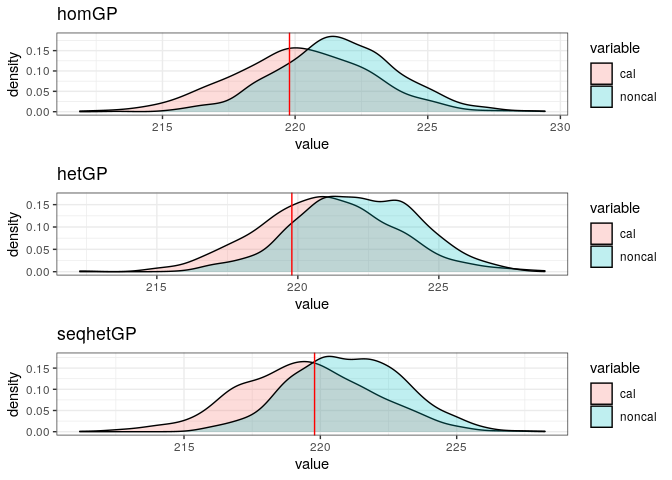 homGP
0.15
0.10
0.05
0.00
density
215 220 225 230
value
variable
cal
noncal
hetGP
0.15
0.10
0.05
0.00
density
215 220 225
value
variable
cal
noncal
seqhetGP
0.15
0.10
0.05
0.00
density
215 220 225
value
variable
cal
noncal